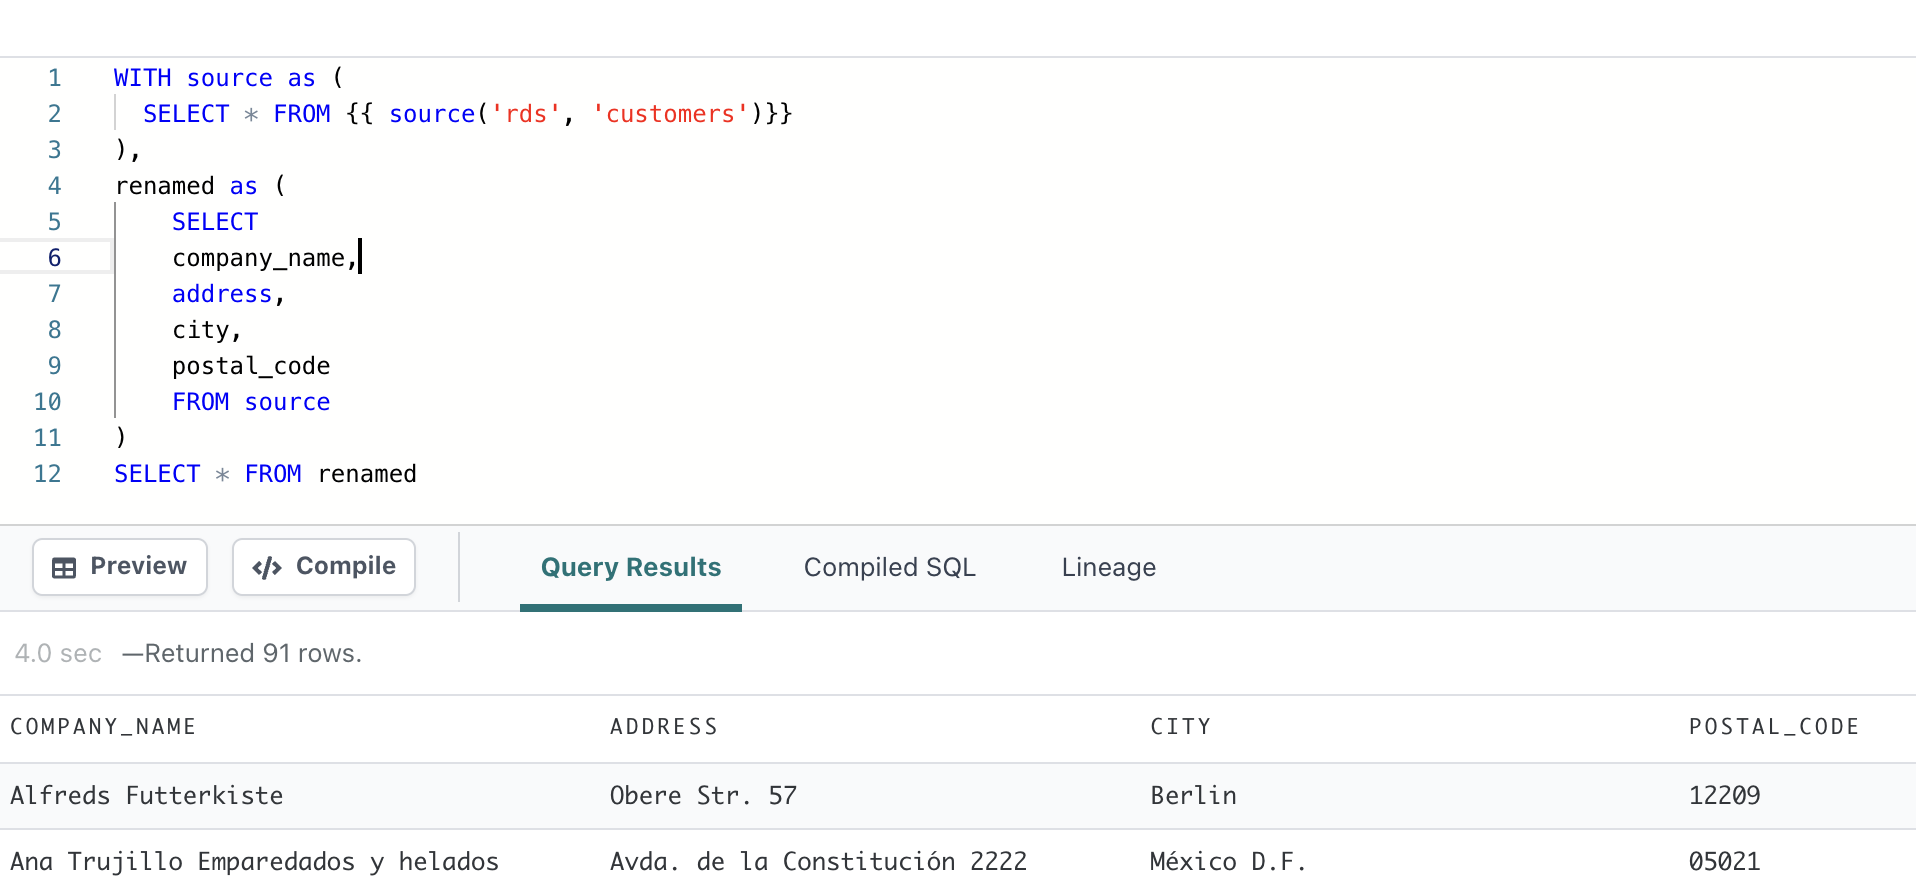 1 WITH source as (
2 SELECT * FROM {{ source('rds', 'customers')}}
3 ),
4 renamed as (
5 SELECT
6 company_name,
7 address,
8 city,
9 postal_code
10 FROM source
11 )
12 SELECT * FROM renamed
Preview </> Compile Query Results Compiled SQL Lineage
4.0 sec —Returned 91 rows.
COMPANY_NAME ADDRESS CITY POSTAL_CODE
Alfreds Futterkiste Obere Str. 57 Berlin 12209
Ana Trujillo Emparedados y helados Avda. de la Constitución 2222 México D.F. 05021